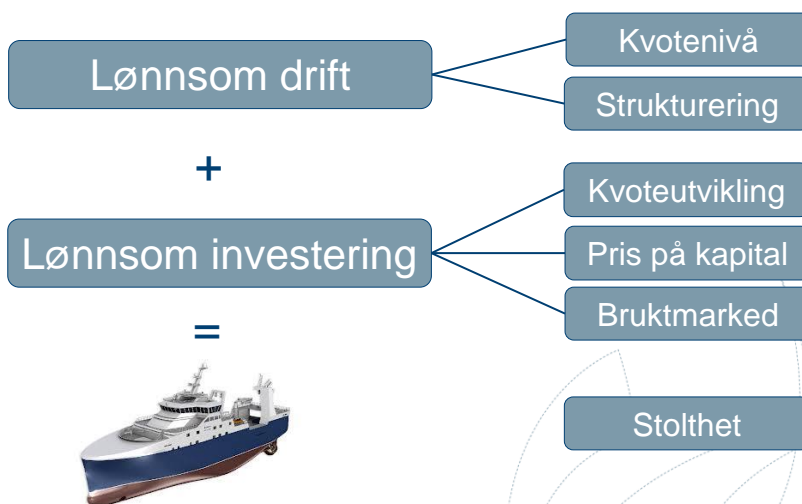 Lønnsom drift
Kvotenivå
Strukturering
+
Lønnsom investering
Kvoteutvikling
Pris på kapital
Bruktmarked
=
Stolthet